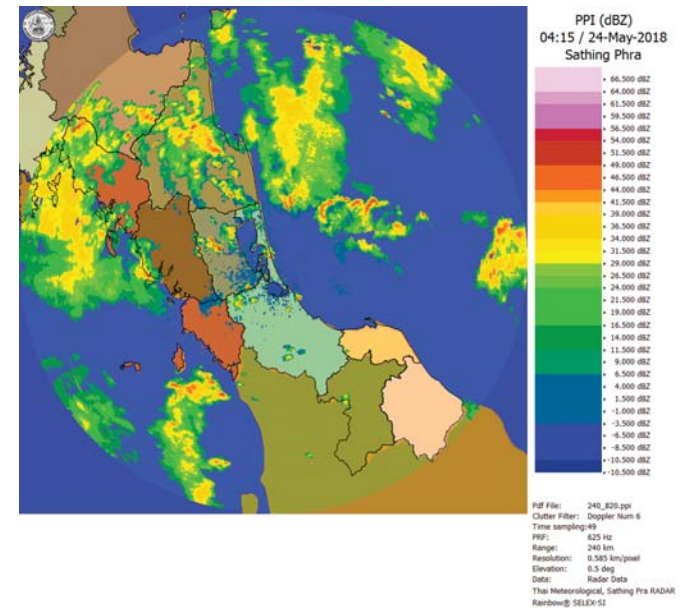 PPI (dBZ)
04:15 / 24-May-2018
Sathing Phra
66.500 dBZ
64.000 dBZ
61.500 dBZ
59.500 dBZ
56.500 dBZ
54.000 dBZ
51.500 dBZ
49.000 dBZ
46.500 dBZ
44.000 dBZ
41.500 dBZ
39.000 dBZ
36.500 dBZ
34.000 dBZ
31.500 dBZ
29.000 dBZ
26.500 dBZ
24.000 dBZ
21.500 dBZ
19.000 dBZ
16.500 dBZ
14.000 dBZ
11.500 dBZ
9.000 dBZ
6.500 dBZ
4.000 dBZ
1.500 dBZ
-1.000 dBZ
-3.500 dBZ
-6.500 dBZ
-8.500 dBZ
-10.500 dBZ
-10.500 dBZ
Pdf File: 240_820.ppi
Clutter Filter: Doppler Num 6
Time sampling:49
PRF: 625 Hz
Range: 240 km
Resolution: 0.585 km/pixel
Elevation: 0.5 deg
Data: Radar Data
Thai Meteorological, Sathing Pra RADAR
Rainbow® SELEX-SI